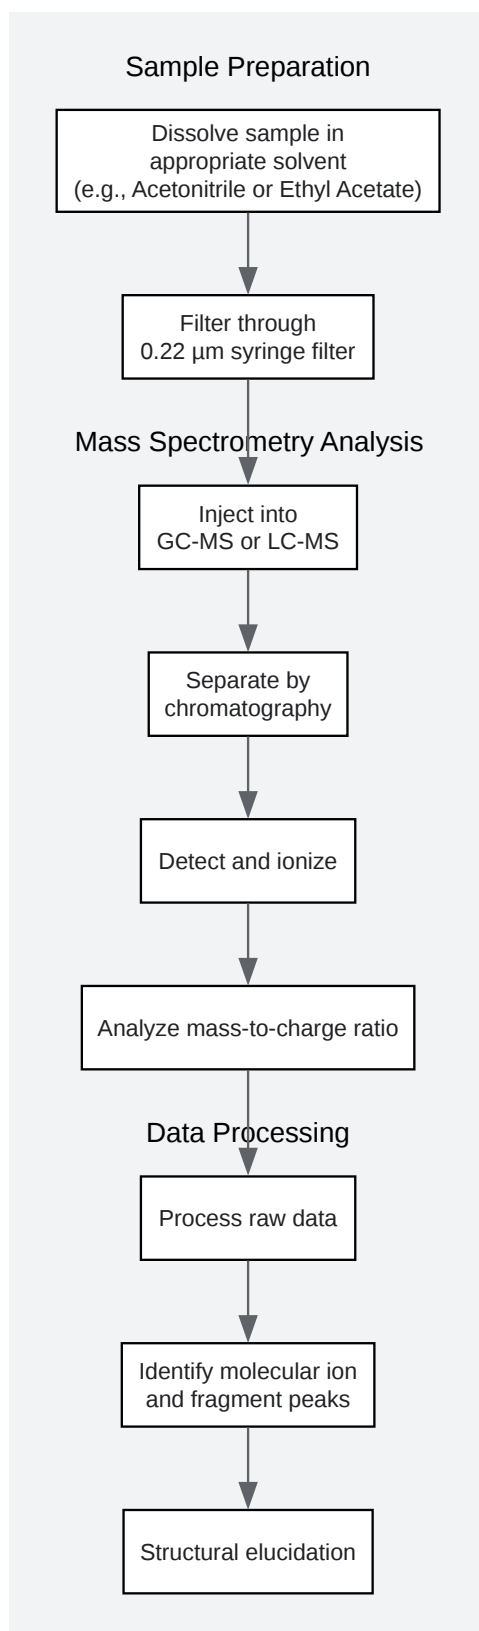 Sample Preparation
Dissolve sample in
appropriate solvent
(e.g., Acetonitrile or Ethyl Acetate)
Filter through
0.22 µm syringe filter
Mass Spectrometry Analysis
Inject into
GC-MS or LC-MS
Separate by
chromatography
Detect and ionize
Analyze mass-to-charge ratio
Data Processing
Process raw data
Identify molecular ion
and fragment peaks
Structural elucidation